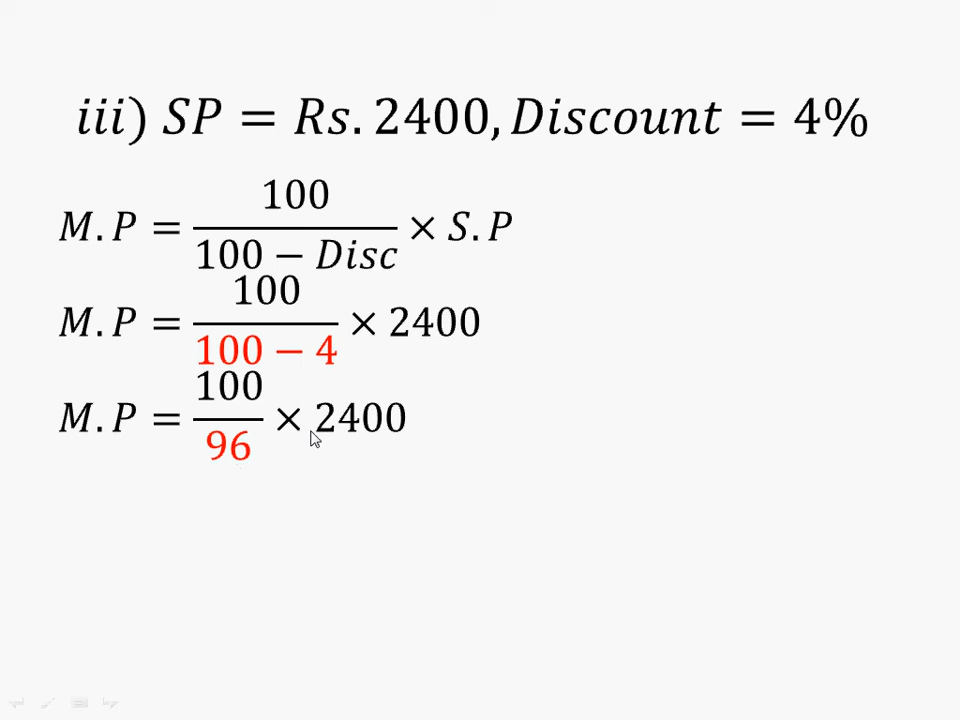 iii) SP = Rs. 2400, Discount = 4%
M.P = 100 / (100 − Disc) × S.P
M.P = 100 / (100 − 4) × 2400
M.P = 100 / 96 × 2400